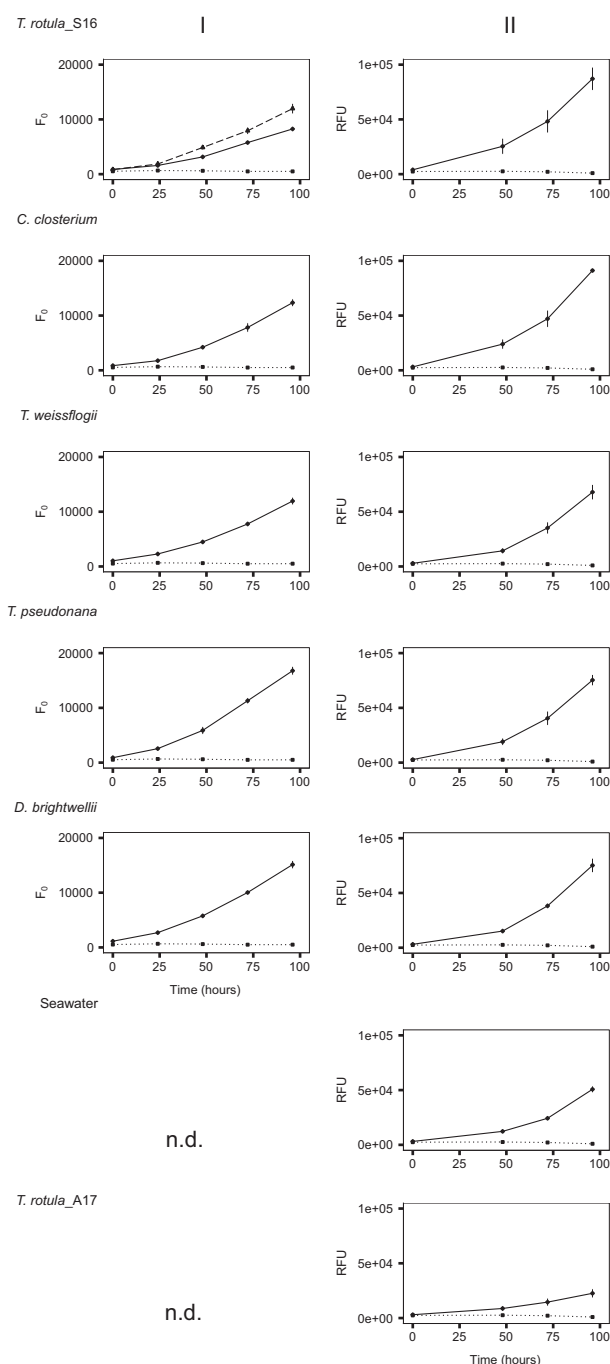 T. rotula_S16
I
II
20000
10000
0
F0
0 25 50 75 100
1e+05
5e+04
0e+00
RFU
0 25 50 75 100
C. closterium
20000
10000
0
F0
0 25 50 75 100
1e+05
5e+04
0e+00
RFU
0 25 50 75 100
T. weissflogii
20000
10000
0
F0
0 25 50 75 100
1e+05
5e+04
0e+00
RFU
0 25 50 75 100
T. pseudonana
20000
10000
0
F0
0 25 50 75 100
1e+05
5e+04
0e+00
RFU
0 25 50 75 100
D. brightwellii
20000
10000
0
F0
0 25 50 75 100
Time (hours)
1e+05
5e+04
0e+00
RFU
0 25 50 75 100
Seawater
n.d.
1e+05
5e+04
0e+00
RFU
0 25 50 75 100
T. rotula_A17
n.d.
1e+05
5e+04
0e+00
RFU
0 25 50 75 100
Time (hours)